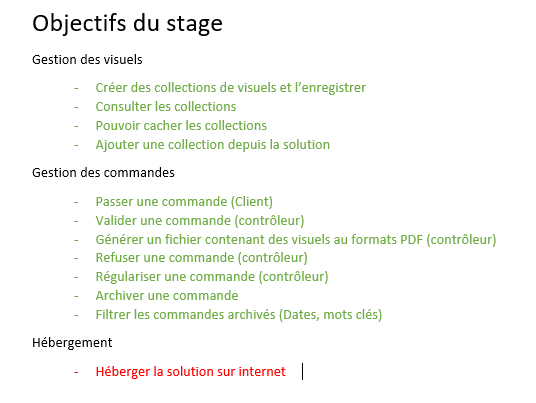 Objectifs du stage
Gestion des visuels
- Créer des collections de visuels et l’enregistrer
- Consulter les collections
- Pouvoir cacher les collections
- Ajouter une collection depuis la solution
Gestion des commandes
- Passer une commande (Client)
- Valider une commande (contrôleur)
- Générer un fichier contenant des visuels au formats PDF (contrôleur)
- Refuser une commande (contrôleur)
- Régulariser une commande (contrôleur)
- Archiver une commande
- Filtrer les commandes archivés (Dates, mots clés)
Hébergement
- Héberger la solution sur internet